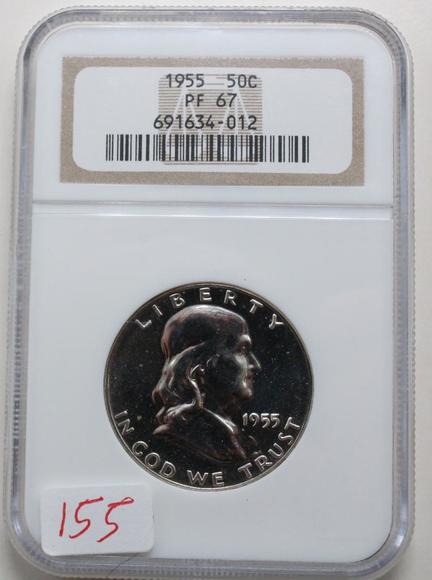 1955 50C
PF 67
691634-012
LIBERTY
1955
IN GOD WE TRUST
155